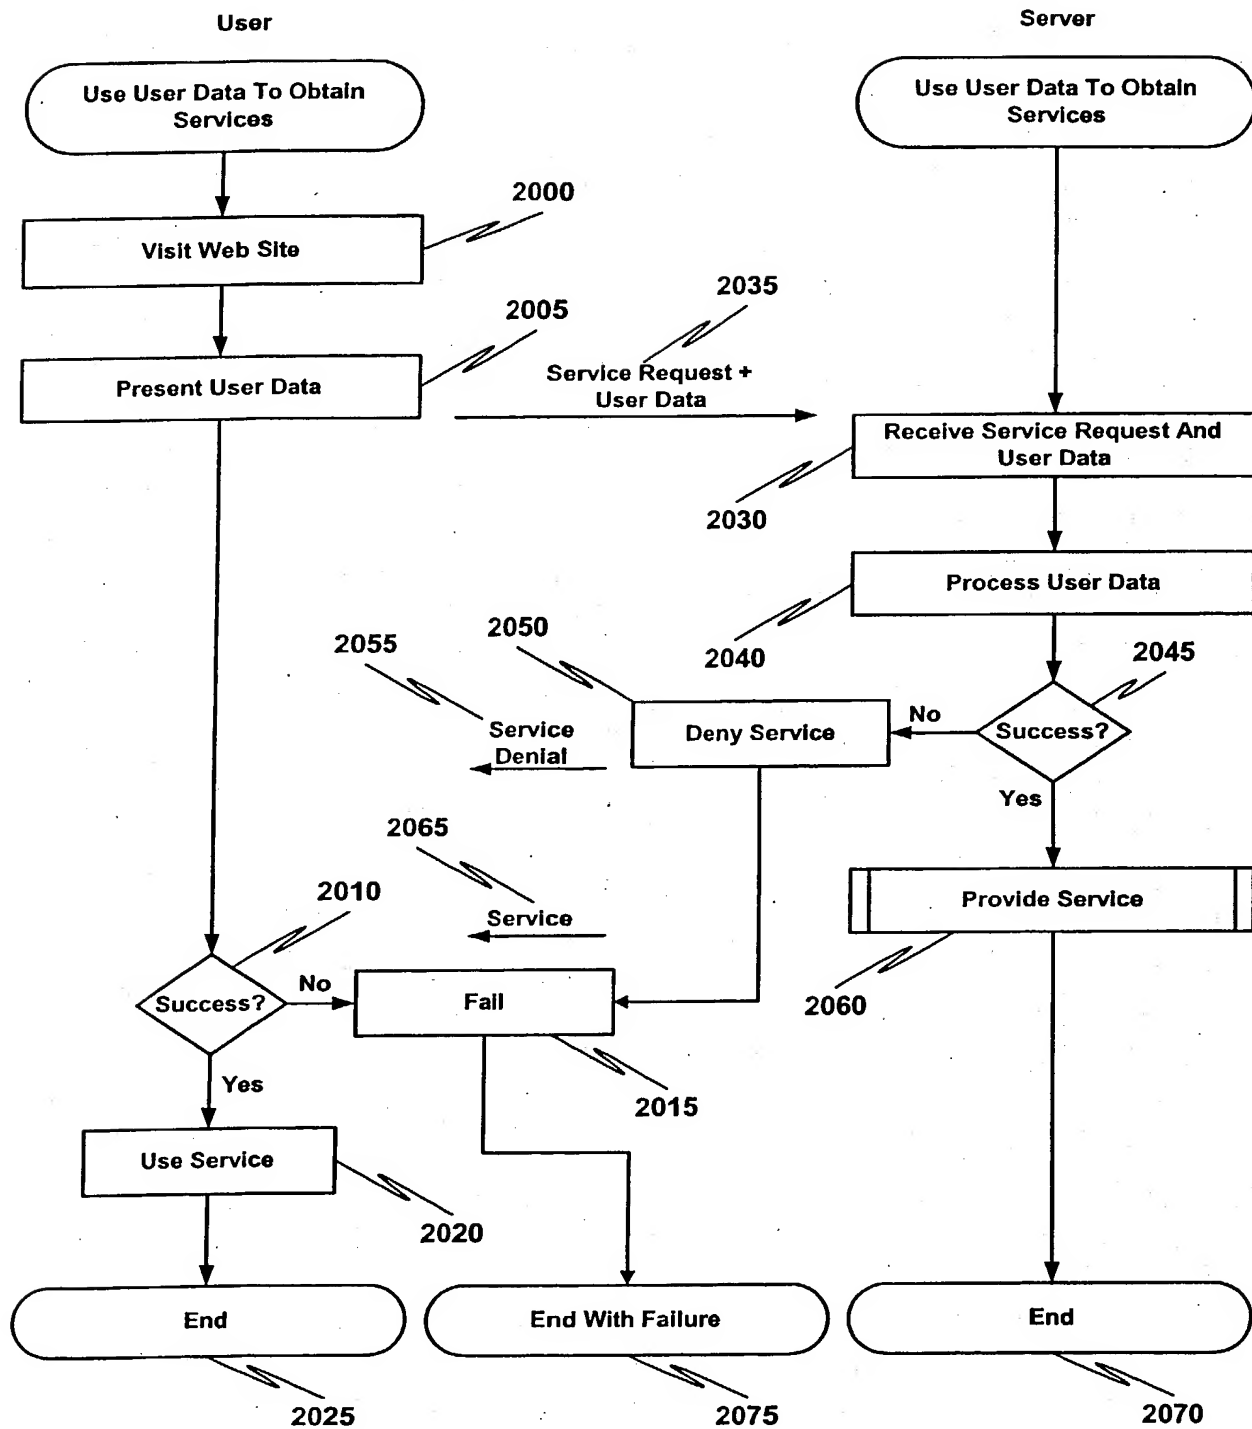 User
Server
Use User Data To Obtain
Services
Use User Data To Obtain
Services
2000
Visit Web Site
2035
2005
Service Request +
User Data
Present User Data
Receive Service Request And
User Data
2030
Process User Data
2040
2050
2055
2045
Service
Denial
Deny Service
No
Success?
Yes
2065
2010
Service
Provide Service
2060
Success?
No
Fail
2015
Yes
Use Service
2020
End
End With Failure
End
2025
2075
2070